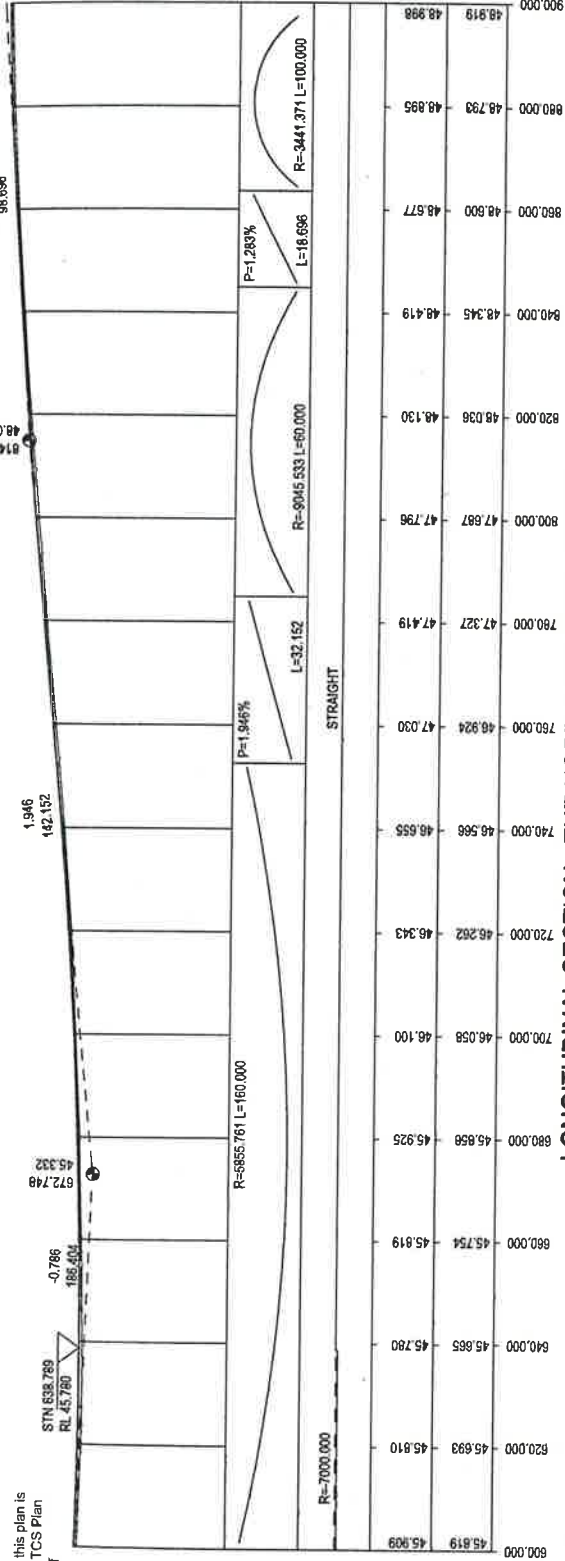 this plan is
TCS Plan
STN 638.789
RL 45.780
-0.786
186.404
672.748
45.332
1.946
142.152
98.696
R=5855.761 L=160.000
P=1.946%
L=32.152
R=-9045.533 L=60.000
P=1.283%
L=18.696
R=-3441.371 L=100.000
R=-7000.000
STRAIGHT
45.909 45.810 45.780 45.819 45.925 46.100 46.343 46.655 47.030 47.419 47.796 48.130 48.419 48.677 48.895 48.998
45.819 45.693 45.665 45.754 45.858 46.058 46.262 46.566 46.924 47.327 47.687 48.036 48.345 48.600 48.793 48.919
600.000 620.000 640.000 660.000 680.000 700.000 720.000 740.000 760.000 780.000 800.000 820.000 840.000 860.000 880.000 900.000